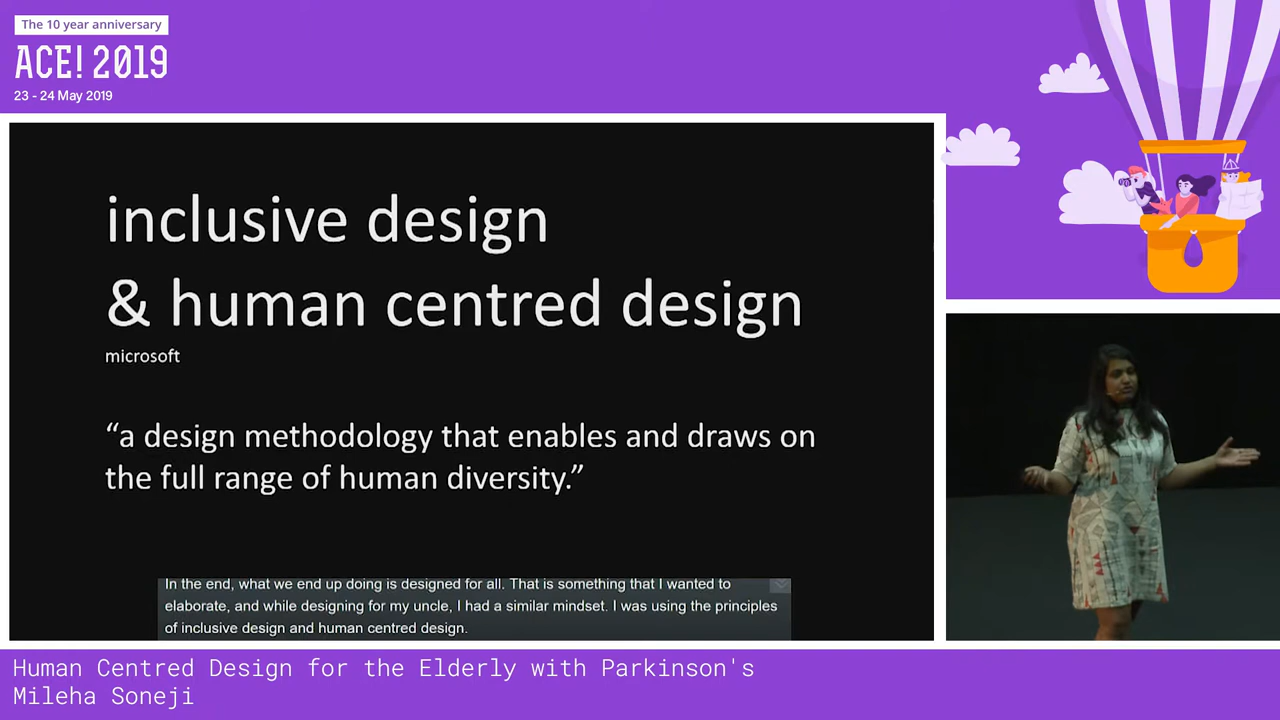 The 10 year anniversary
ACE! 2019
23 - 24 May 2019
inclusive design
& human centred design
microsoft
“a design methodology that enables and draws on
the full range of human diversity.”
In the end, what we end up doing is designed for all. That is something that I wanted to
elaborate, and while designing for my uncle, I had a similar mindset. I was using the principles
of inclusive design and human centred design.
Human Centred Design for the Elderly with Parkinson's
Mileha Soneji